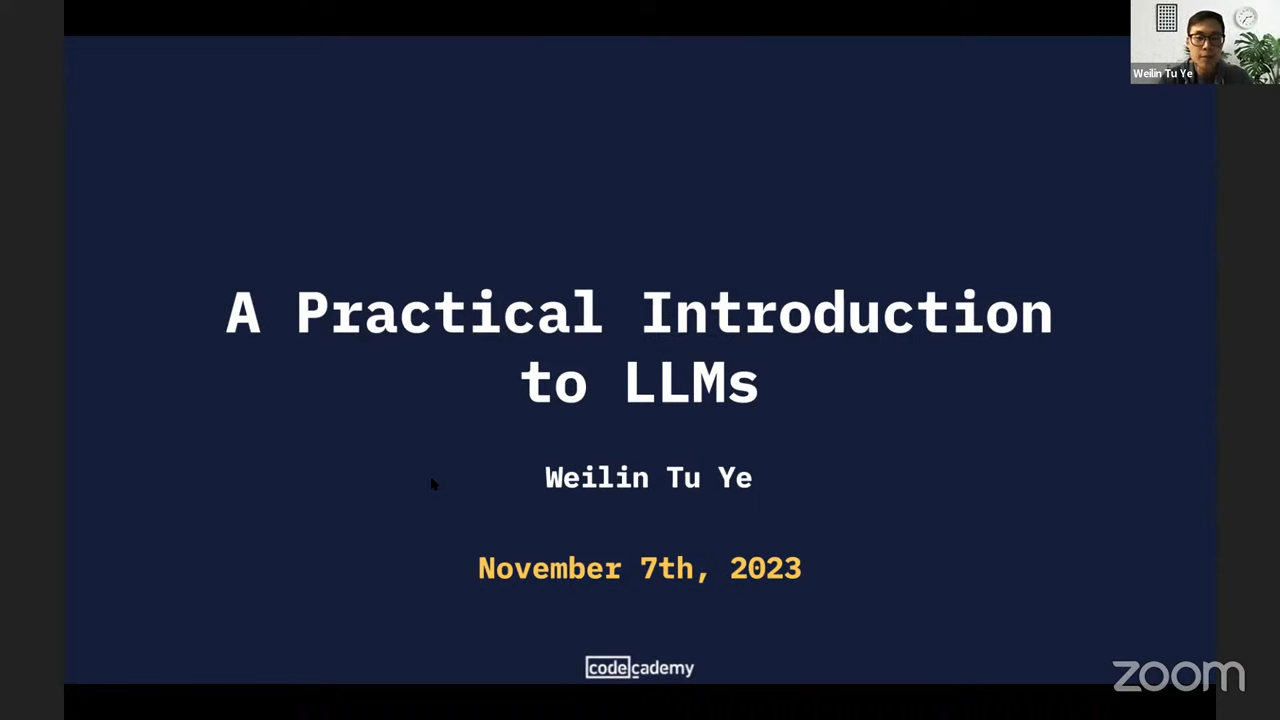 Weilin Tu Ye
A Practical Introduction
to LLMs
Weilin Tu Ye
November 7th, 2023
codecademy
zoom